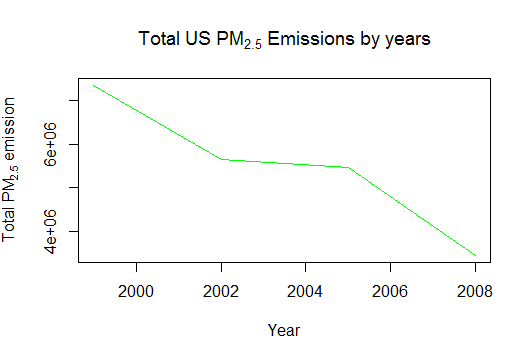 Total US PM2.5 Emissions by years
Total PM2.5 emission
6e+06
4e+06
2000 2002 2004 2006 2008
Year